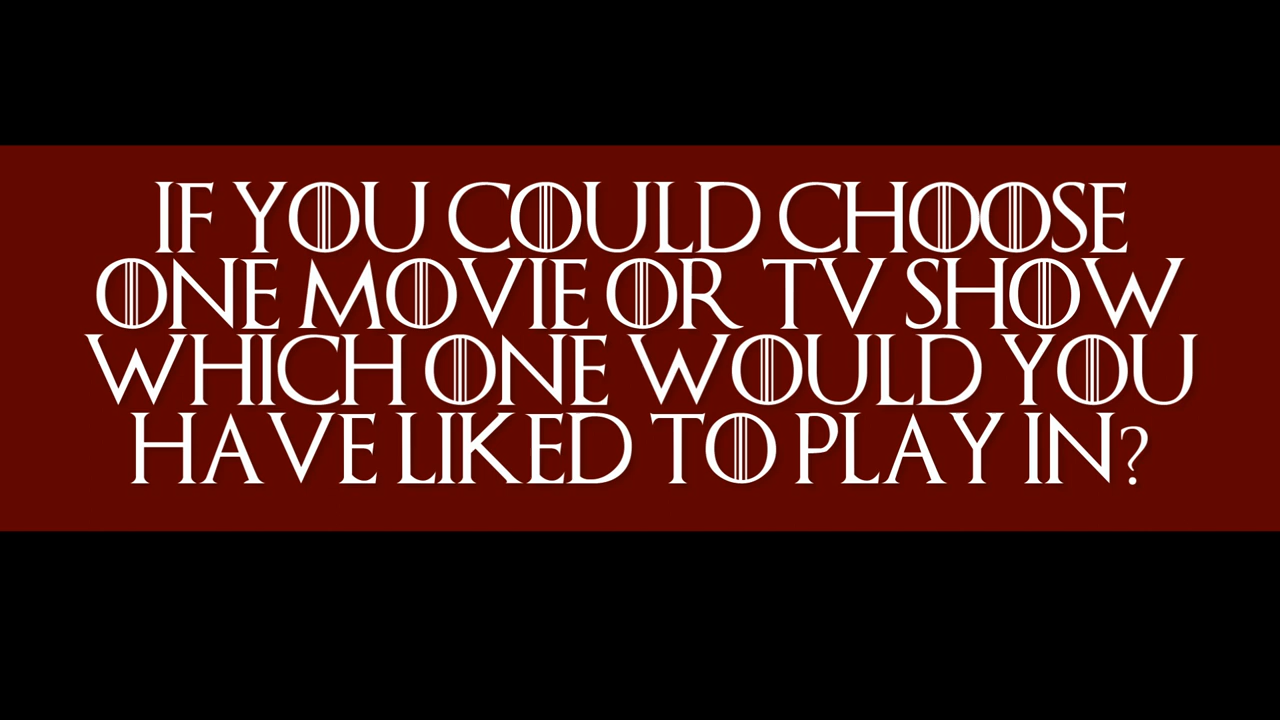 IF YOU COULD CHOOSE
ONE MOVIE OR TV SHOW
WHICH ONE WOULD YOU
HAVE LIKED TO PLAY IN?